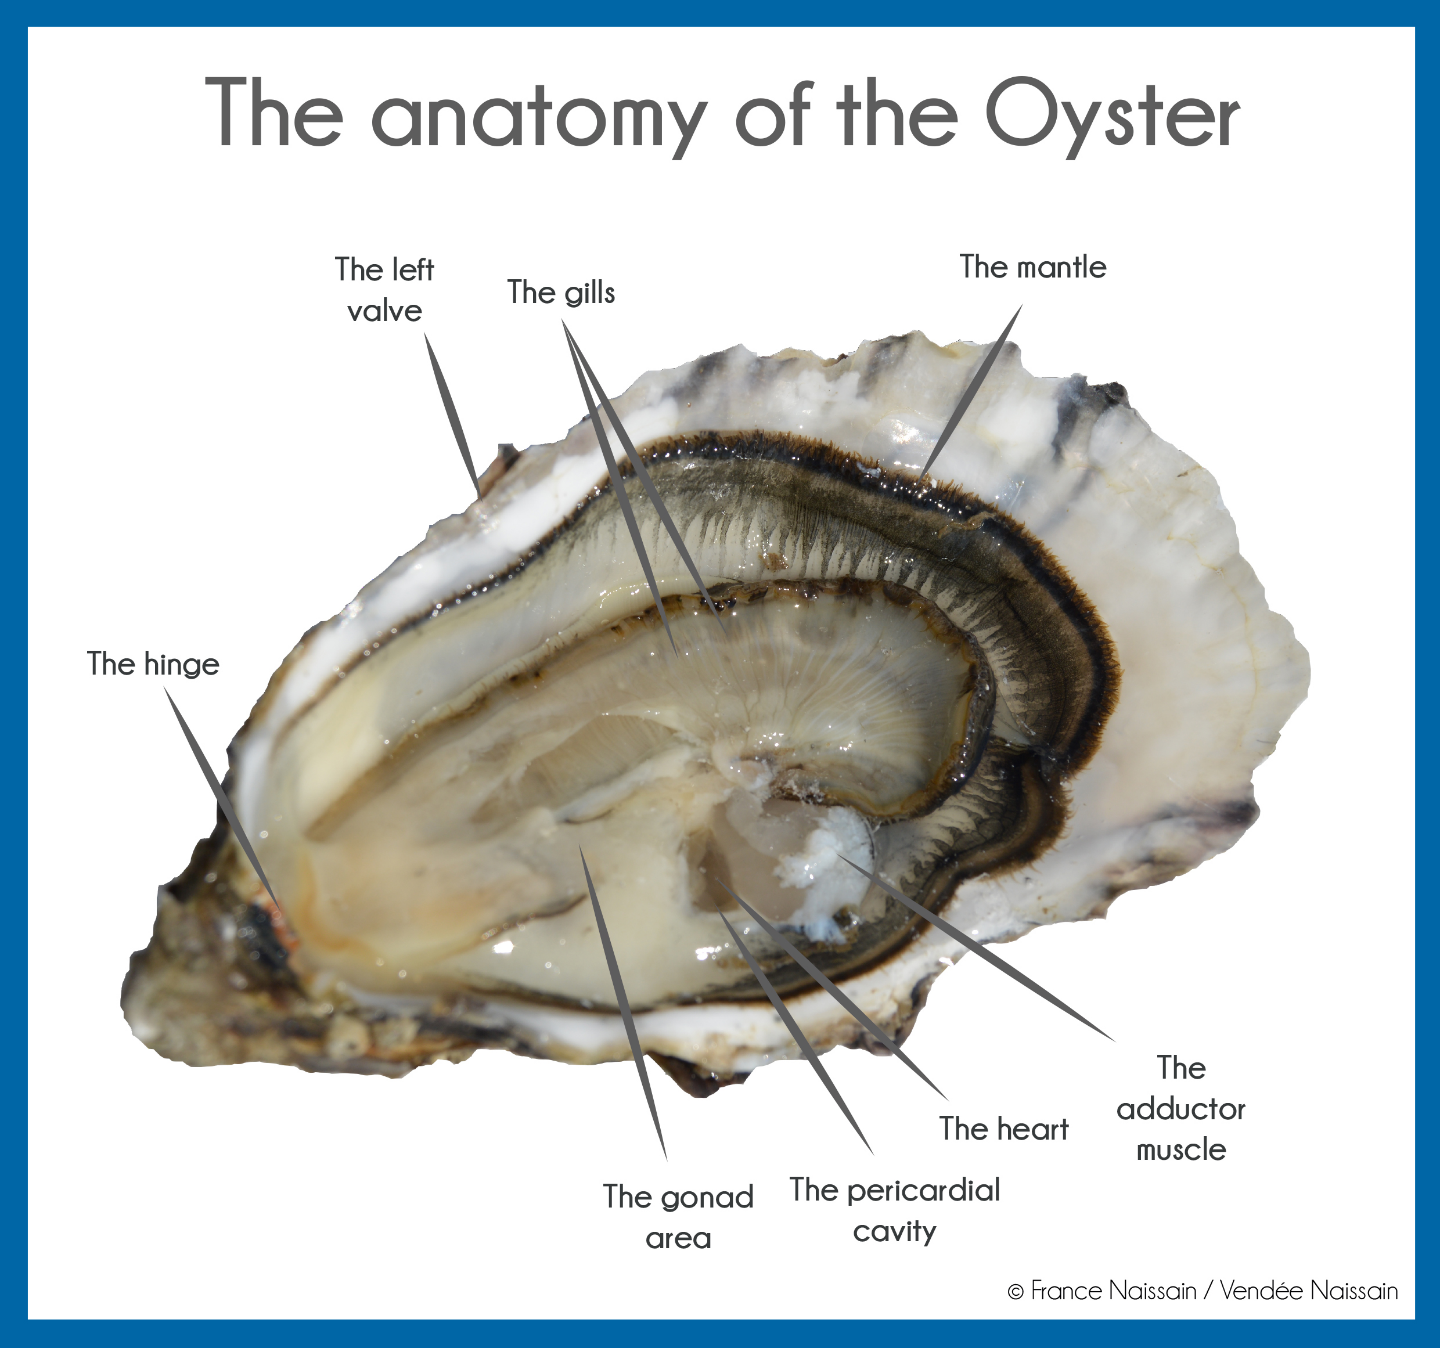 The anatomy of the Oyster
The left
valve
The gills
The mantle
The hinge
The
adductor
muscle
The heart
The pericardial
cavity
The gonad
area
© France Naissain / Vendée Naissain